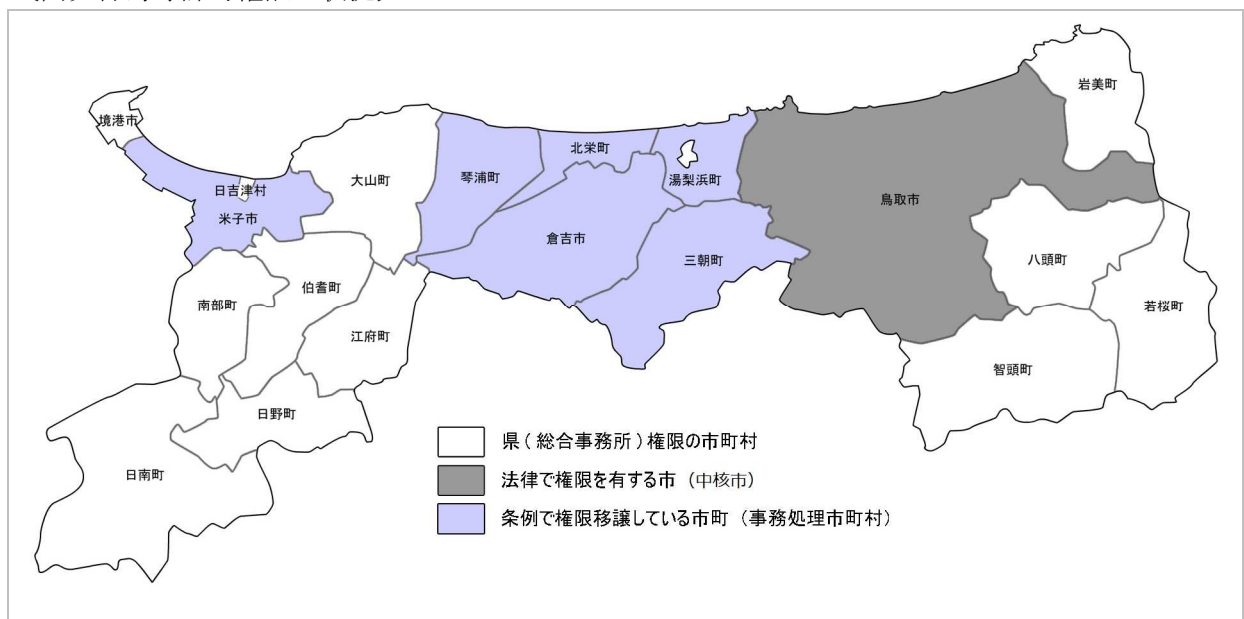 岩美町
境港市
北栄町
大山町
琴浦町
湯梨浜町
日吉津村
米子市
鳥取市
倉吉市
三朝町
八頭町
伯耆町
南部町
若桜町
江府町
智頭町
日野町
日南町
県(総合事務所)権限の市町村
法律で権限を有する市 (中核市)
条例で権限移譲している市町 (事務処理市町村)